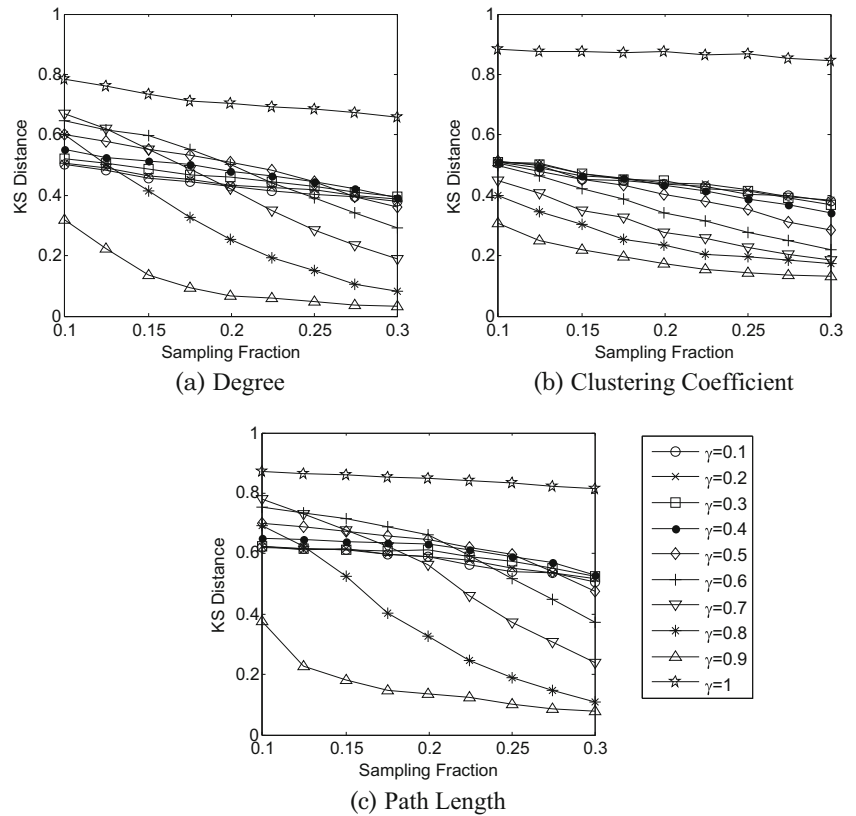 1
0.8
0.6
0.4
0.2
0
KS Distance
0.1
0.15
0.2
0.25
0.3
Sampling Fraction
(a) Degree
1
0.8
0.6
0.4
0.2
0
KS Distance
0.1
0.15
0.2
0.25
0.3
Sampling Fraction
(b) Clustering Coefficient
1
0.8
0.6
0.4
0.2
0
KS Distance
0.1
0.15
0.2
0.25
0.3
Sampling Fraction
(c) Path Length
γ=0.1
γ=0.2
γ=0.3
γ=0.4
γ=0.5
γ=0.6
γ=0.7
γ=0.8
γ=0.9
γ=1